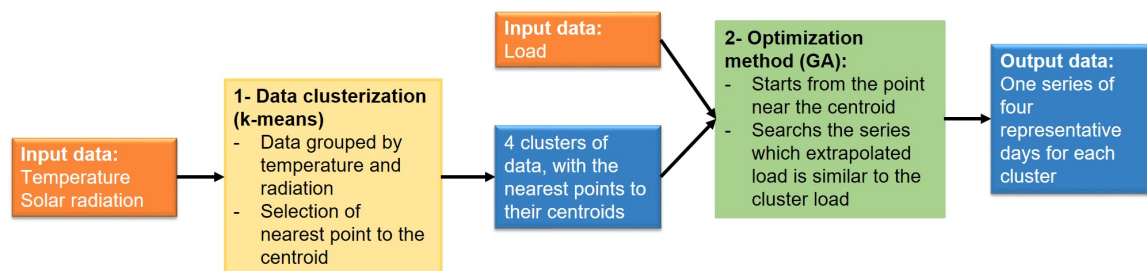 Input data:
Temperature
Solar radiation
1- Data clusterization
(k-means)
- Data grouped by
temperature and
radiation
- Selection of
nearest point to the
centroid
Input data:
Load
4 clusters of
data, with the
nearest points to
their centroids
2- Optimization
method (GA):
- Starts from the point
near the centroid
- Searchs the series
which extrapolated
load is similar to the
cluster load
Output data:
One series of
four
representative
days for each
cluster